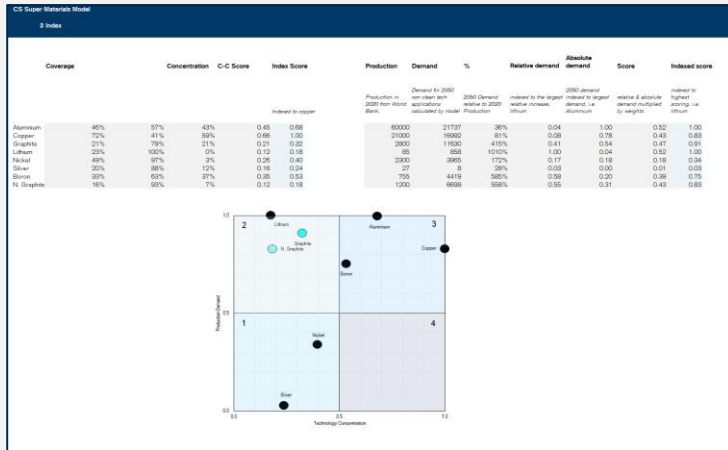 CS Super Materials Model
3 Index
Coverage Concentration C-C Score Index Score Production Demand % Relative demand Absolute demand Score Indexed score
Indexed to copper Production in 2020 from World Bank. Demand fin 2050 non clean tech applications calculated by model 2050 Demand relative to 2020 Production indexed to the largest relative increase, lithium 2050 demand indexed to largest demand, i.e. Aluminium relative & absolute demand multiplied by weights indexed to highest scoring, i.e. lithium
Aluminium 46% 57% 43% 0.45 0.68 60000 21737 36% 0.04 1.00 0.52 1.00
Copper 72% 41% 59% 0.66 1.00 21000 16992 81% 0.08 0.78 0.43 0.83
Graphite 21% 79% 21% 0.21 0.32 2800 11630 415% 0.41 0.54 0.47 0.91
Lithium 23% 100% 0% 0.12 0.18 85 858 1010% 1.00 0.04 0.52 1.00
Nickel 49% 97% 3% 0.26 0.40 2300 3965 172% 0.17 0.18 0.18 0.34
Silver 20% 88% 12% 0.16 0.24 27 8 28% 0.03 0.00 0.01 0.03
Boron 33% 63% 37% 0.35 0.53 755 4419 585% 0.58 0.20 0.39 0.75
N. Graphite 16% 93% 7% 0.12 0.18 1200 6699 558% 0.55 0.31 0.43 0.83
1.0
2
3
Lithium
Aluminium
Graphite
N. Graphite
Copper
Boron
Production Demand
0.5
1
4
Nickel
Silver
0.0
0.0 0.5 1.0
Technology Concentration